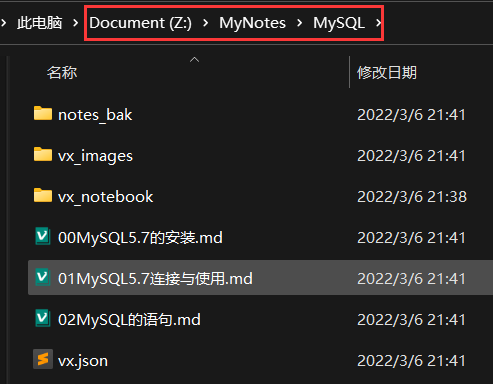 此电脑 › Document (Z:) › MyNotes › MySQL ›
名称 修改日期
notes_bak 2022/3/6 21:41
vx_images 2022/3/6 21:41
vx_notebook 2022/3/6 21:38
00MySQL5.7的安装.md 2022/3/6 21:41
01MySQL5.7连接与使用.md 2022/3/6 21:41
02MySQL的语句.md 2022/3/6 21:41
vx.json 2022/3/6 21:41